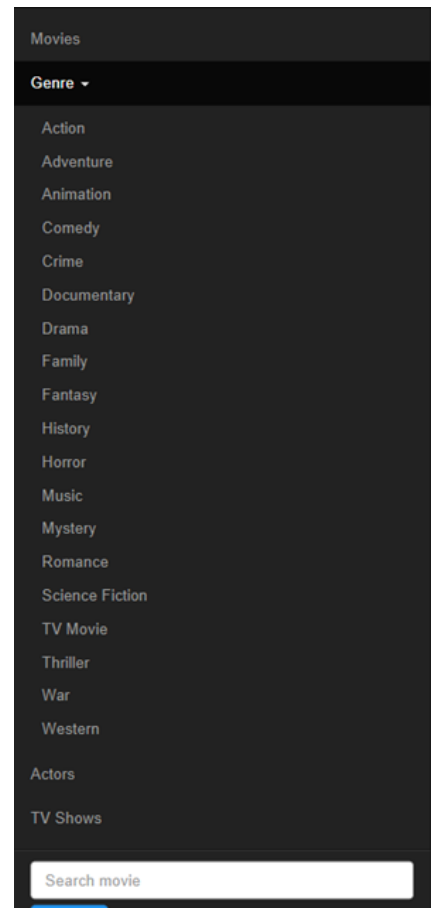 Movies
Genre
Action
Adventure
Animation
Comedy
Crime
Documentary
Drama
Family
Fantasy
History
Horror
Music
Mystery
Romance
Science Fiction
TV Movie
Thriller
War
Western
Actors
TV Shows
Search movie